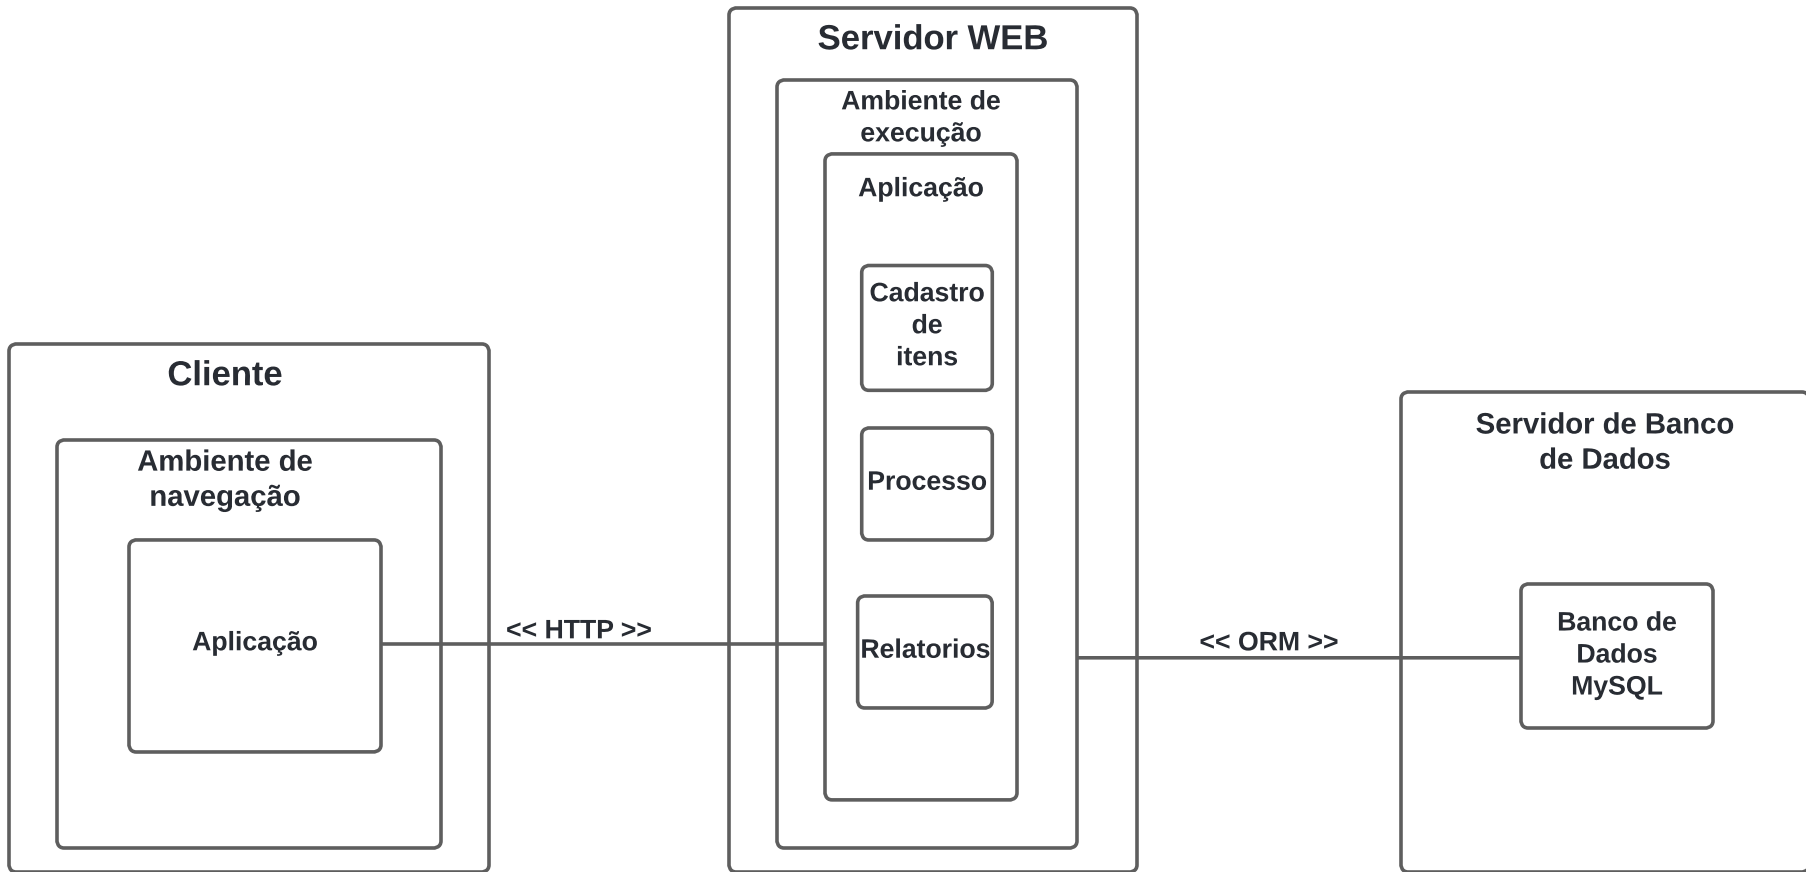 Cliente
Ambiente de
navegação
Aplicação
<< HTTP >>
Servidor WEB
Ambiente de
execução
Aplicação
Cadastro
de
itens
Processo
Relatorios
<< ORM >>
Servidor de Banco
de Dados
Banco de
Dados
MySQL